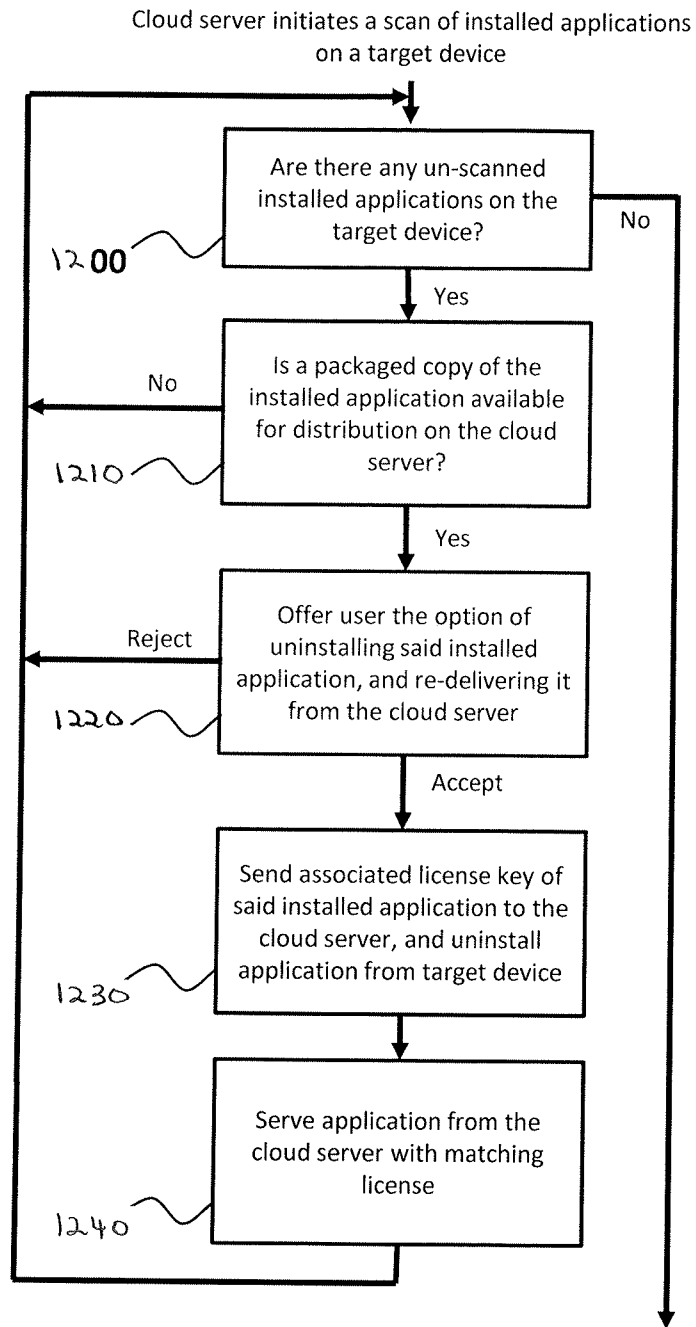 Cloud server initiates a scan of installed applications
on a target device
Are there any un-scanned
installed applications on the
target device?
No
1200
Yes
Is a packaged copy of the
installed application available
for distribution on the cloud
server?
No
1210
Yes
Offer user the option of
uninstalling said installed
application, and re-delivering it
from the cloud server
Reject
1220
Accept
Send associated license key of
said installed application to the
cloud server, and uninstall
application from target device
1230
Serve application from the
cloud server with matching
license
1240